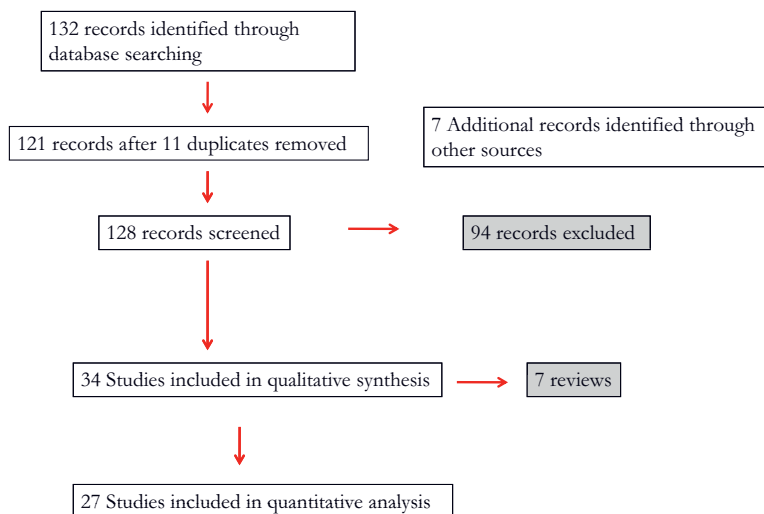 132 records identified through
database searching
121 records after 11 duplicates removed
7 Additional records identified through
other sources
128 records screened
94 records excluded
34 Studies included in qualitative synthesis
7 reviews
27 Studies included in quantitative analysis